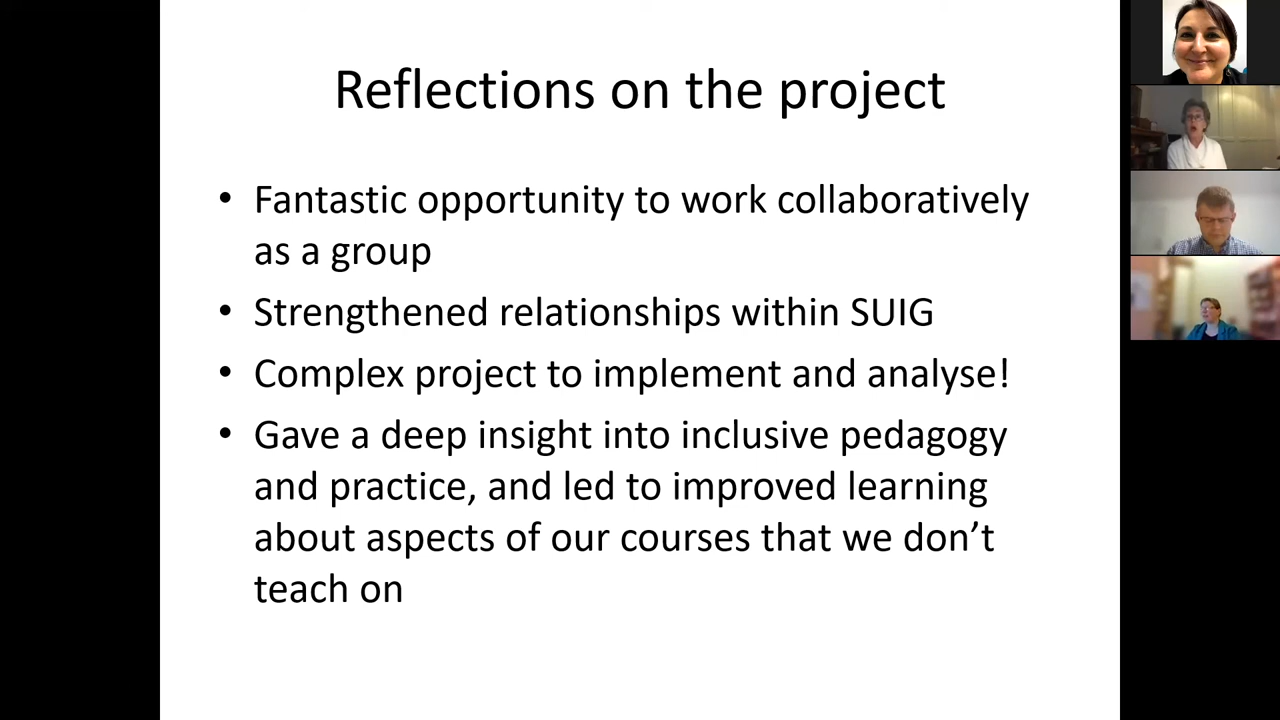 Reflections on the project
• Fantastic opportunity to work collaboratively
as a group
• Strengthened relationships within SUIG
• Complex project to implement and analyse!
• Gave a deep insight into inclusive pedagogy
and practice, and led to improved learning
about aspects of our courses that we don’t
teach on